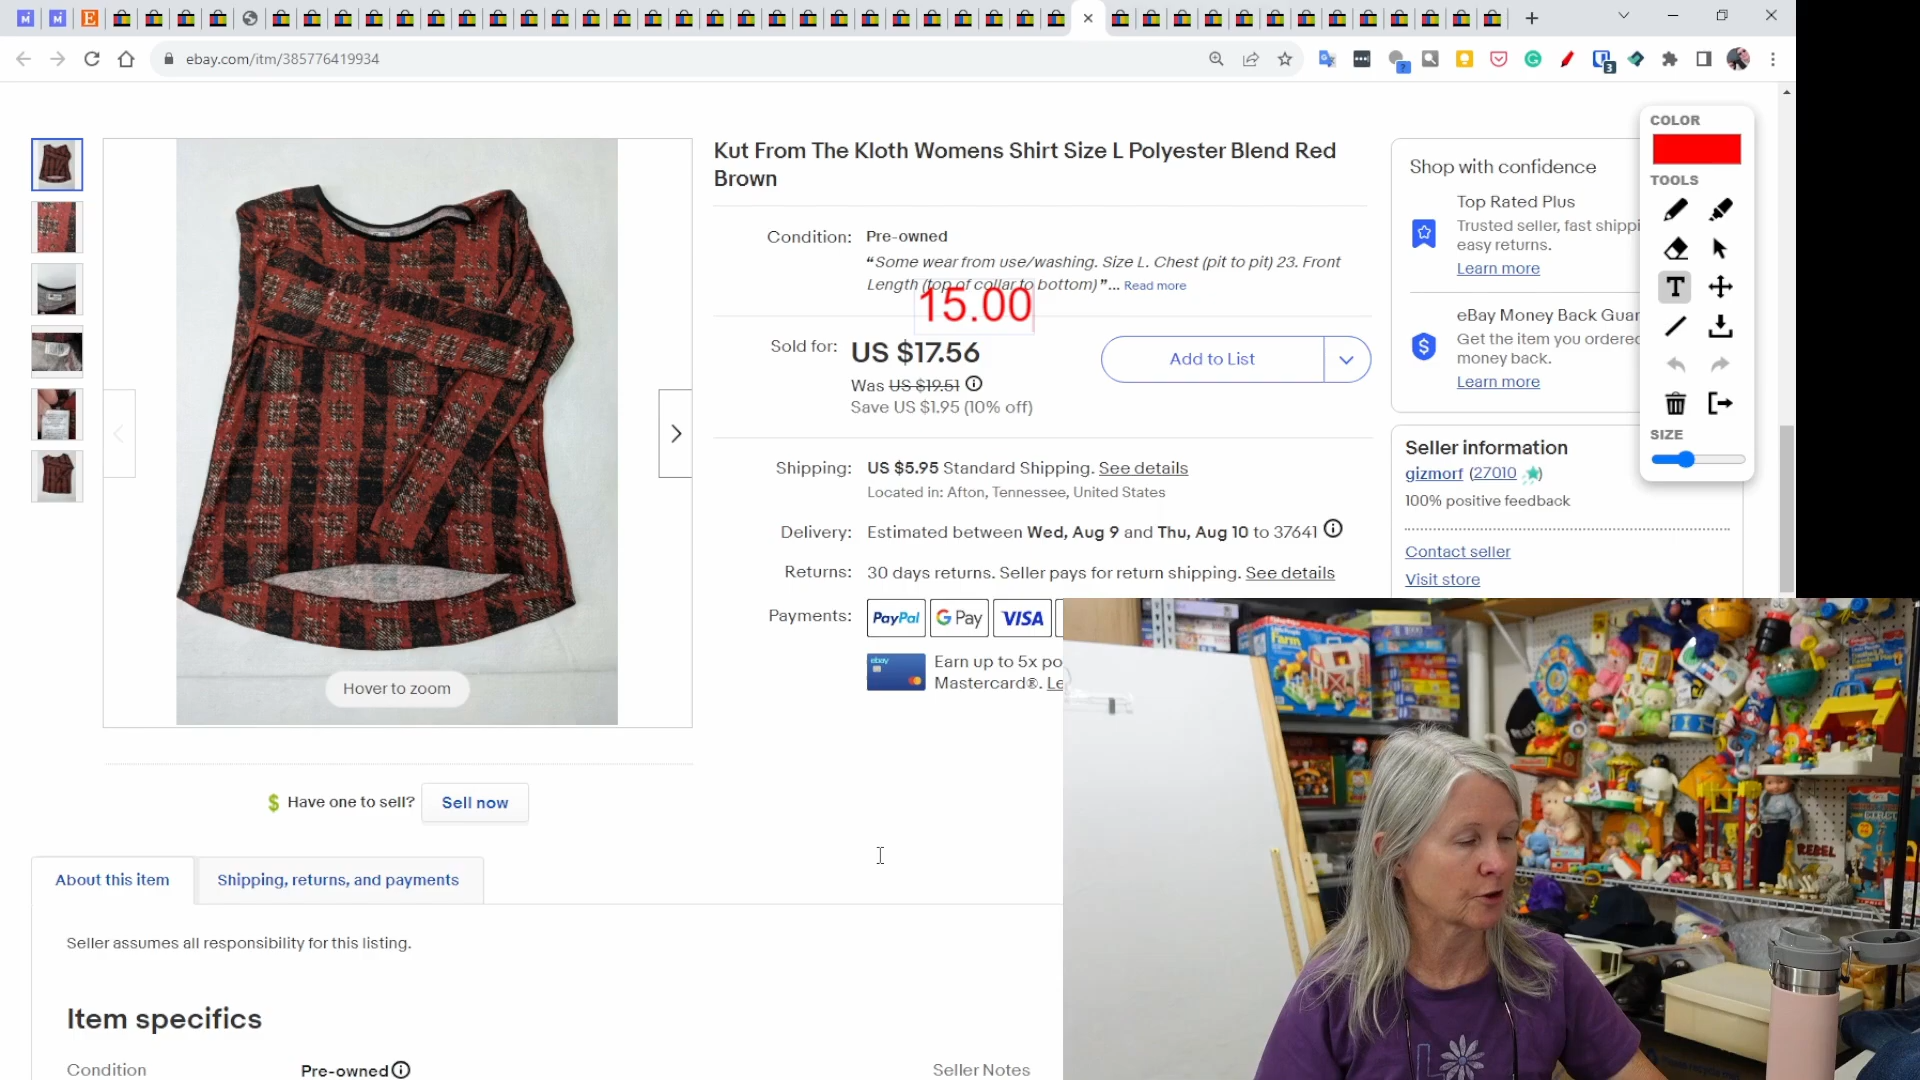 ebay.com/itm/385776419934
Kut From The Kloth Womens Shirt Size L Polyester Blend Red
Brown
Condition: Pre-owned
"Some wear from use/washing. Size L. Chest (pit to pit) 23. Front
Length (top of collar to bottom)"... Read more
15.00
Sold for: US $17.56
Add to List
Was US $19.51
Save US $1.95 (10% off)
Shipping: US $5.95 Standard Shipping. See details
Located in: Afton, Tennessee, United States
Delivery: Estimated between Wed, Aug 9 and Thu, Aug 10 to 37641
Returns: 30 days returns. Seller pays for return shipping. See details
Payments: PayPal G Pay VISA
ebay
Earn up to 5x po
Mastercard®. Le
Hover to zoom
Have one to sell? Sell now
About this item
Shipping, returns, and payments
Seller assumes all responsibility for this listing.
Item specifics
Condition
Pre-owned
Seller Notes
Shop with confidence
Top Rated Plus
Trusted seller, fast shippi
easy returns.
Learn more
eBay Money Back Guar
Get the item you ordered
money back.
Learn more
Seller information
gizmorf (27010)
100% positive feedback
Contact seller
Visit store
COLOR
TOOLS
T
SIZE
3
Farm
REBEL